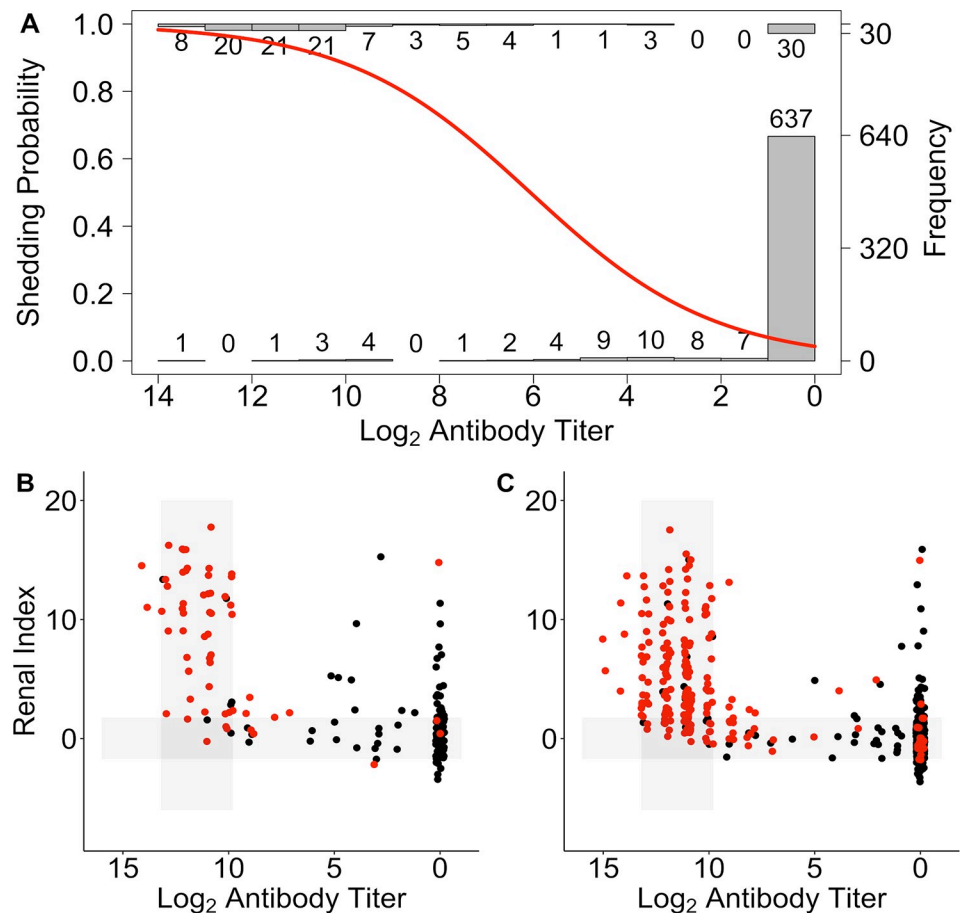 A
1.0
8 20 21 21 7 3 5 4 1 1 3 0 0 30
30
0.8
0.6
0.4
0.2
0.0
Shedding Probability
637
640
320
0
Frequency
1 0 1 3 4 0 1 2 4 9 10 8 7
14 12 10 8 6 4 2 0
Log2 Antibody Titer
B
20
10
0
Renal Index
15 10 5 0
Log2 Antibody Titer
C
20
10
0
15 10 5 0
Log2 Antibody Titer